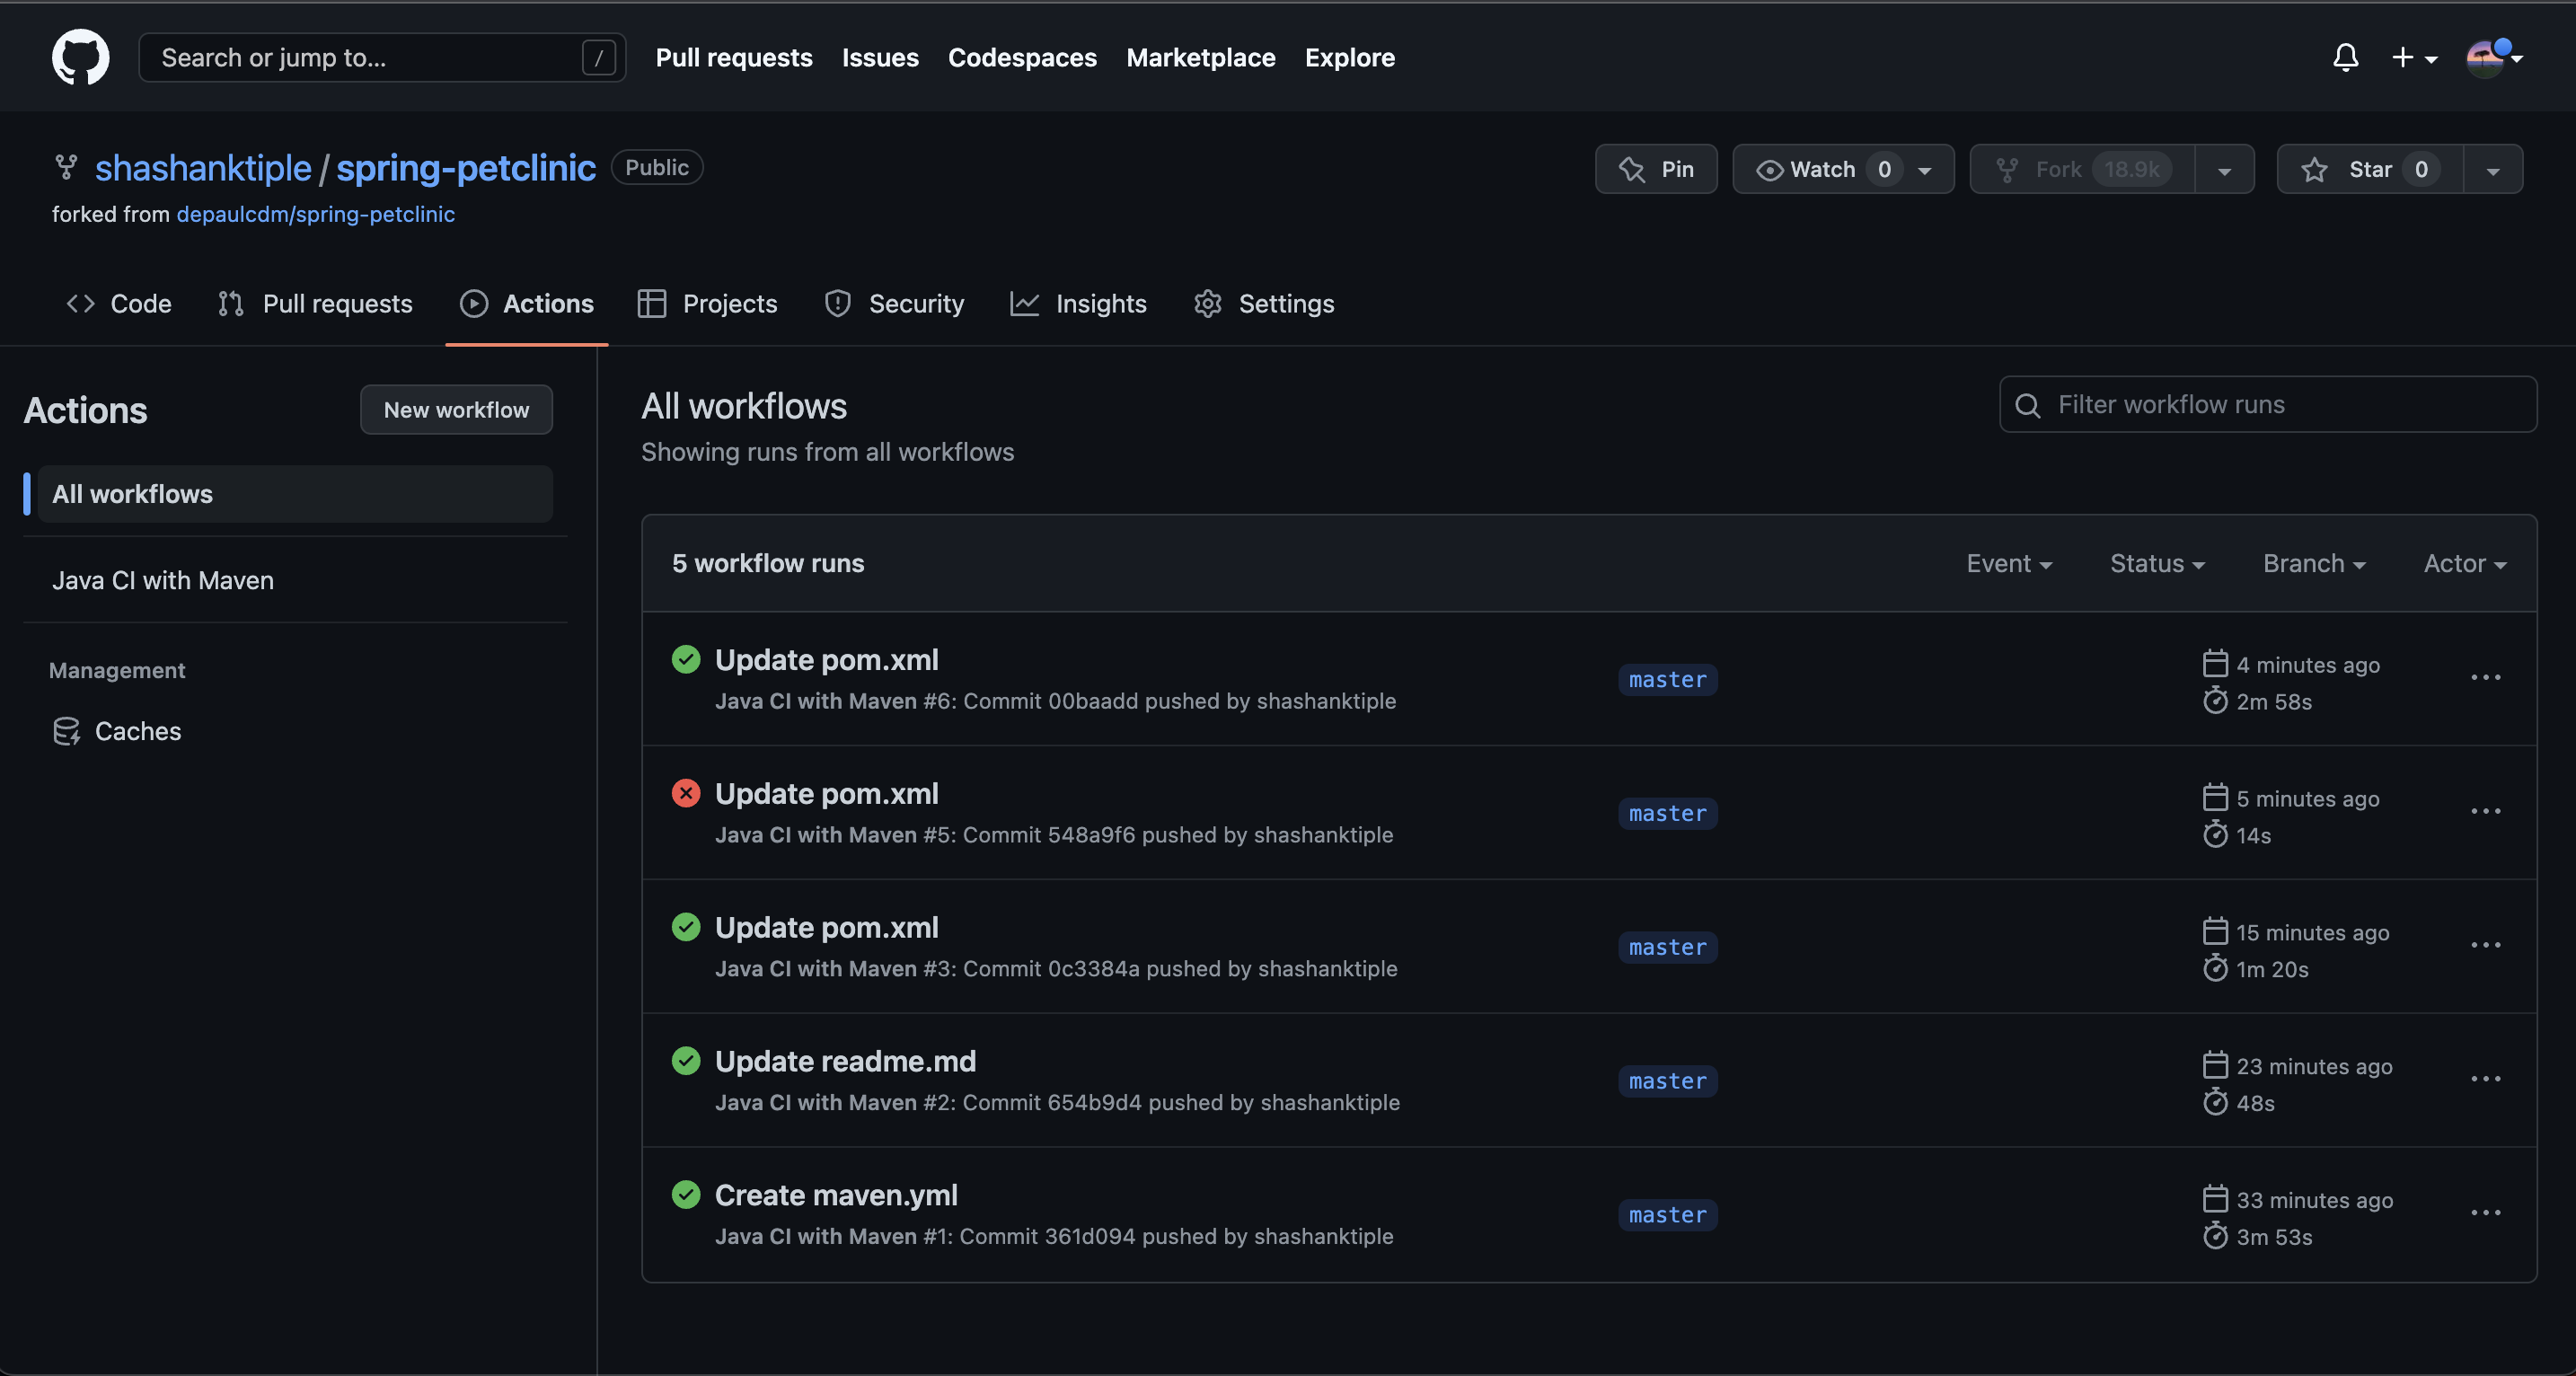 Search or jump to... /
Pull requests
Issues
Codespaces
Marketplace
Explore
shashanktiple / spring-petclinic Public
forked from depaulcdm/spring-petclinic
Pin
Watch 0
Fork 18.9k
Star 0
Code
Pull requests
Actions
Projects
Security
Insights
Settings
Actions
New workflow
All workflows
Java CI with Maven
Management
Caches
All workflows
Showing runs from all workflows
Filter workflow runs
5 workflow runs
Event
Status
Branch
Actor
Update pom.xml
Java CI with Maven #6: Commit 00baadd pushed by shashanktiple
master
4 minutes ago
2m 58s
Update pom.xml
Java CI with Maven #5: Commit 548a9f6 pushed by shashanktiple
master
5 minutes ago
14s
Update pom.xml
Java CI with Maven #3: Commit 0c3384a pushed by shashanktiple
master
15 minutes ago
1m 20s
Update readme.md
Java CI with Maven #2: Commit 654b9d4 pushed by shashanktiple
master
23 minutes ago
48s
Create maven.yml
Java CI with Maven #1: Commit 361d094 pushed by shashanktiple
master
33 minutes ago
3m 53s